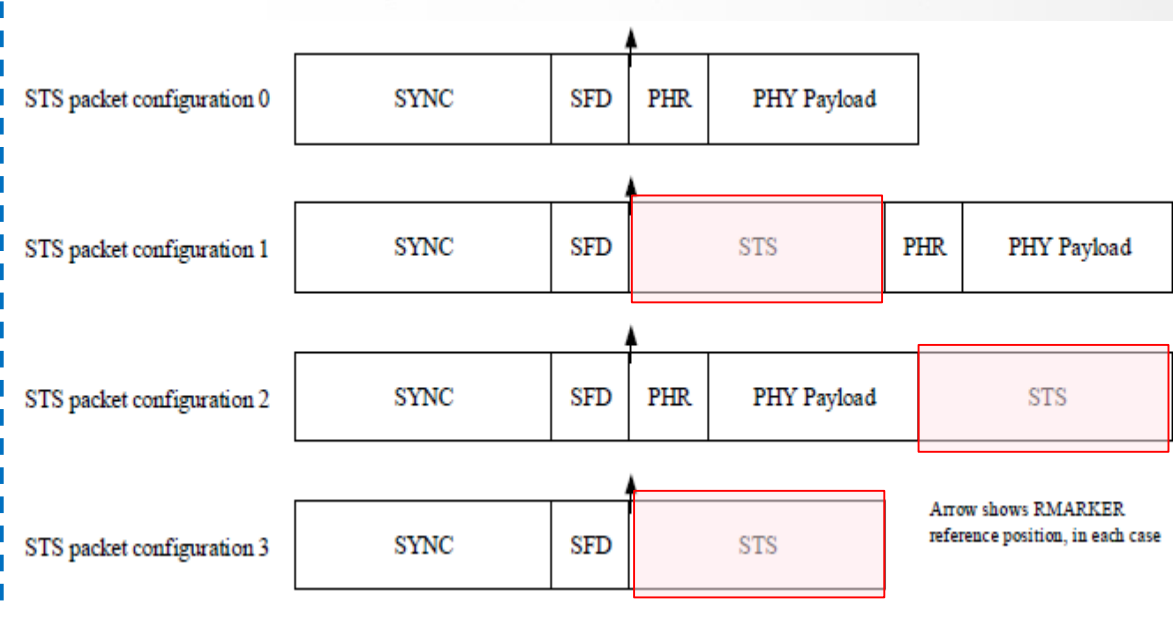 STS packet configuration 0 SYNC SFD PHR PHY Payload
STS packet configuration 1 SYNC SFD STS PHR PHY Payload
STS packet configuration 2 SYNC SFD PHR PHY Payload STS
STS packet configuration 3 SYNC SFD STS
Arrow shows RMARKER
reference position, in each case